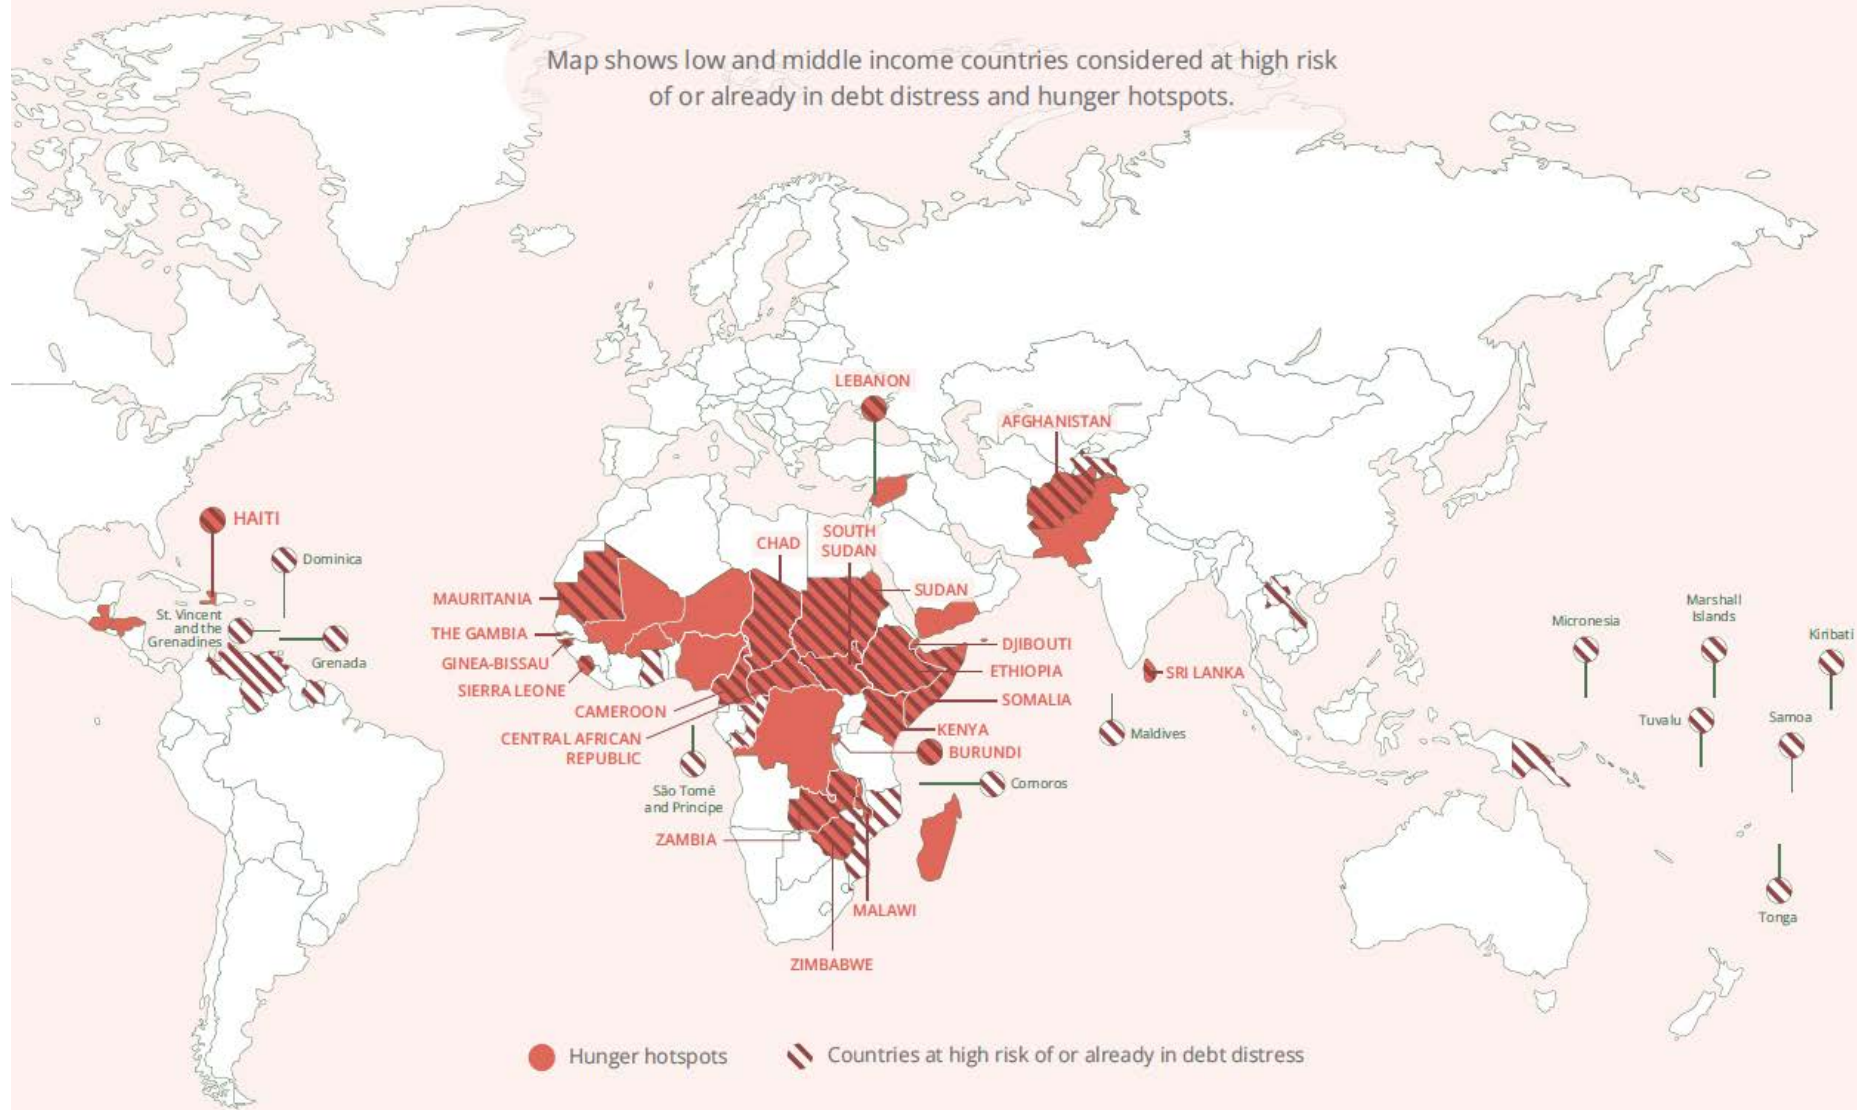 Map shows low and middle income countries considered at high risk
of or already in debt distress and hunger hotspots.
LEBANON
AFGHANISTAN
HAITI
Dominica
St. Vincent
and the
Grenadines
Grenada
CHAD
SOUTH
SUDAN
SUDAN
MAURITANIA
THE GAMBIA
GINEA-BISSAU
SIERRA LEONE
CAMEROON
CENTRAL AFRICAN
REPUBLIC
DJIBOUTI
ETHIOPIA
SOMALIA
KENYA
BURUNDI
SRI LANKA
Maldives
Comoros
São Tomé
and Principe
ZAMBIA
MALAWI
ZIMBABWE
Micronesia
Marshall
Islands
Kiribati
Tuvalu
Samoa
Tonga
Hunger hotspots
Countries at high risk of or already in debt distress